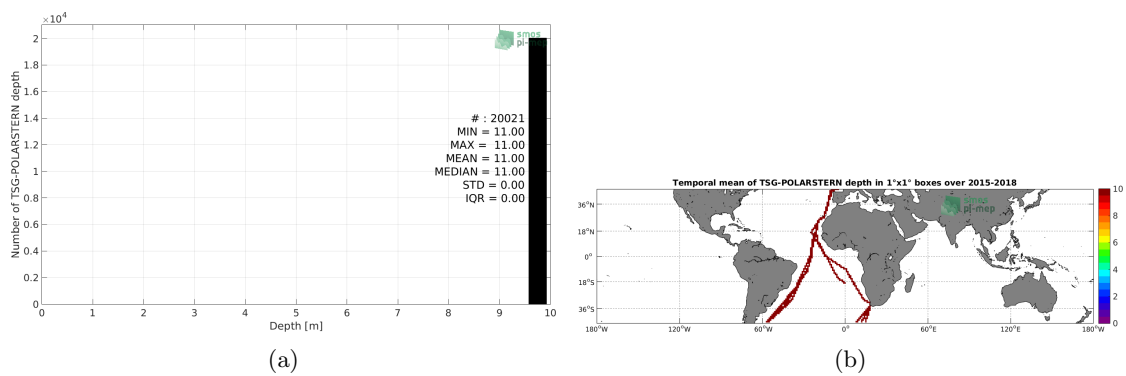 ×10⁴
2
1.8
1.6
1.4
1.2
1
0.8
0.6
0.4
0.2
0
Number of TSG-POLARSTERN depth
smos
pi-mep
# : 20021
MIN = 11.00
MAX = 11.00
MEAN = 11.00
MEDIAN = 11.00
STD = 0.00
IQR = 0.00
0 1 2 3 4 5 6 7 8 9 10
Depth [m]
(a)
Temporal mean of TSG-POLARSTERN depth in 1°x1° boxes over 2015-2018
smos
pi-mep
36°N
18°N
0°
18°S
36°S
180°W 120°W 60°W 0° 60°E 120°E 180°W
10
8
6
4
2
0
(b)